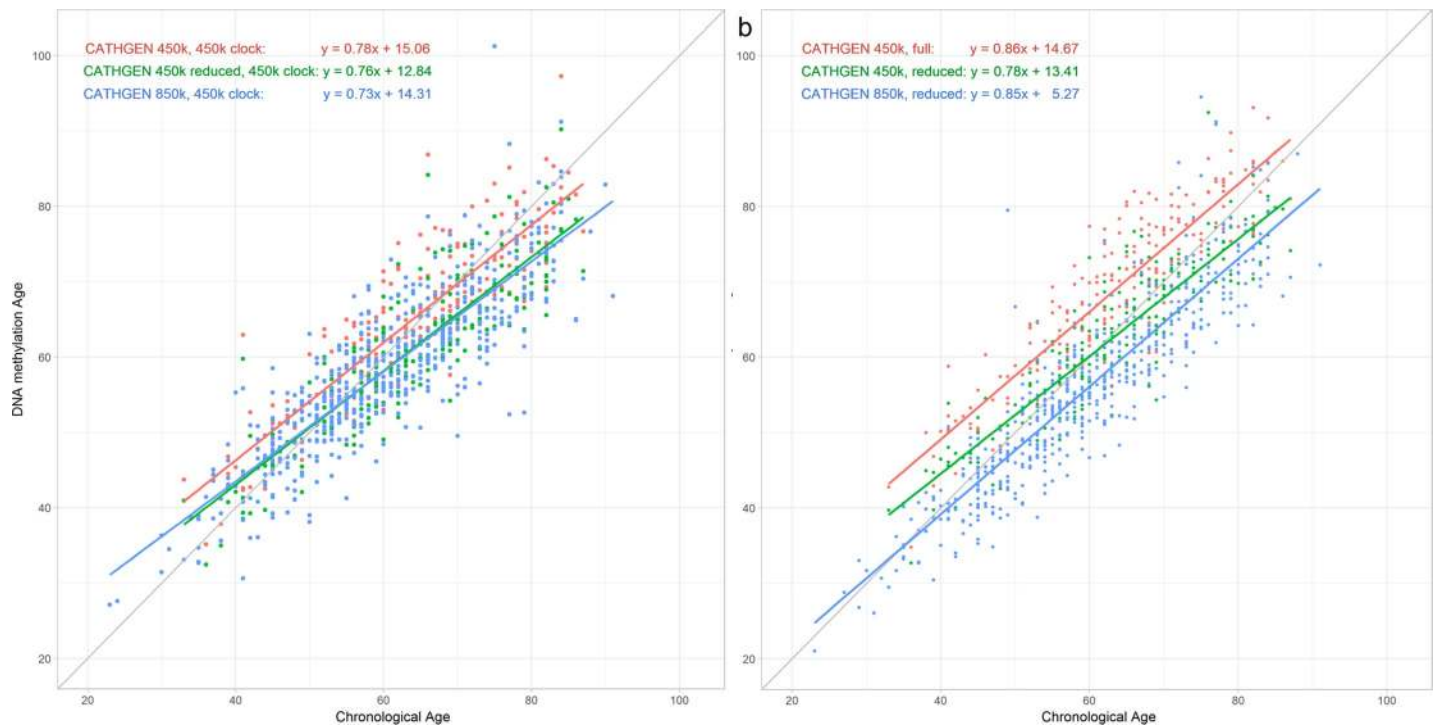 b
CATHGEN 450k, 450k clock: y = 0.78x + 15.06
CATHGEN 450k reduced, 450k clock: y = 0.76x + 12.84
CATHGEN 850k, 450k clock: y = 0.73x + 14.31
100
80
60
40
20
DNA methylation Age
20 40 60 80 100
Chronological Age
CATHGEN 450k, full: y = 0.86x + 14.67
CATHGEN 450k, reduced: y = 0.78x + 13.41
CATHGEN 850k, reduced: y = 0.85x + 5.27
100
80
60
40
20
20 40 60 80 100
Chronological Age